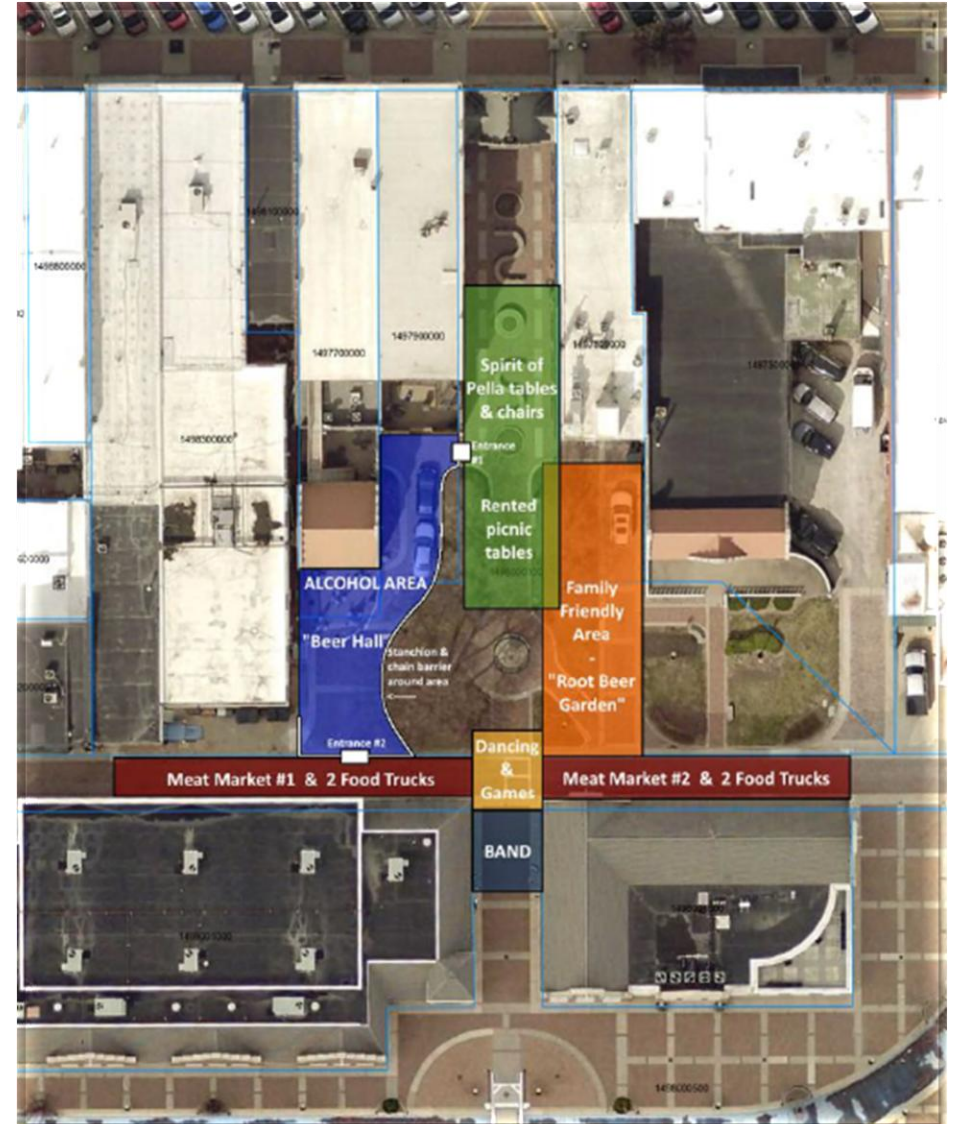 Spirit of
Pella tables
& chairs
Entrance
#1
Rented
picnic
tables
ALCOHOL AREA
"Beer Hall"
Stanchion &
chain barrier
around area
Entrance #2
Family
Friendly
Area
-
"Root Beer
Garden"
Dancing
&
Games
Meat Market #1 & 2 Food Trucks
Meat Market #2 & 2 Food Trucks
BAND
1497700000
1497900000
1498300000